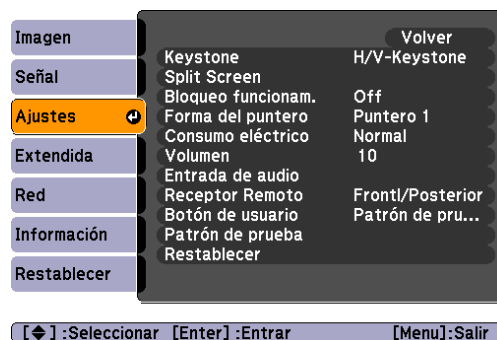 Imagen
Señal
Ajustes
Extendida
Red
Información
Restablecer
Volver
Keystone H/V-Keystone
Split Screen
Bloqueo funcionam. Off
Forma del puntero Puntero 1
Consumo eléctrico Normal
Volumen 10
Entrada de audio
Receptor Remoto Frontl/Posterior
Botón de usuario Patrón de pru...
Patrón de prueba
Restablecer
[ ] :Seleccionar [Enter] :Entrar [Menu]:Salir